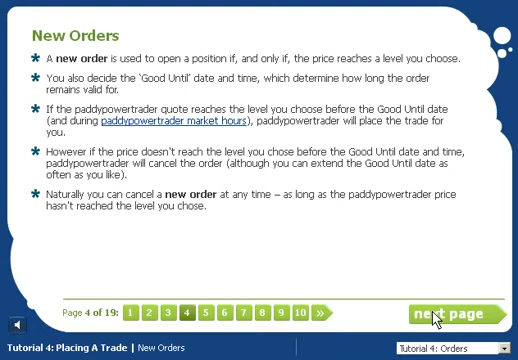 New Orders
* A new order is used to open a position if, and only if, the price reaches a level you choose.
* You also decide the 'Good Until' date and time, which determine how long the order
remains valid for.
* If the paddypowertrader quote reaches the level you choose before the Good Until date
(and during paddypowertrader market hours), paddypowertrader will place the trade for
you.
* However if the price doesn't reach the level you chose before the Good Until date and time,
paddypowertrader will cancel the order (although you can extend the Good Until date as
often as you like).
* Naturally you can cancel a new order at any time – as long as the paddypowertrader price
hasn't reached the level you chose.
Page 4 of 19: 1 2 3 4 5 6 7 8 9 10 »
next page
Tutorial 4: Placing A Trade | New Orders
Tutorial 4: Orders